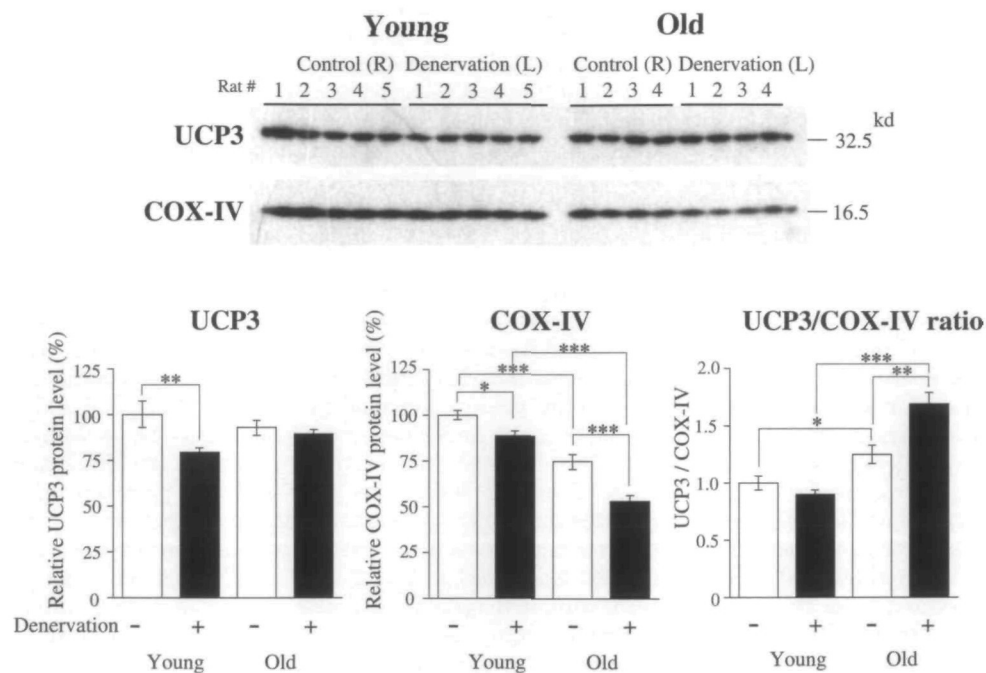 Young Old
Control (R) Denervation (L) Control (R) Denervation (L)
Rat # 1 2 3 4 5 1 2 3 4 5 1 2 3 4 1 2 3 4 kd
UCP3 32.5
COX-IV 16.5
UCP3
Relative UCP3 protein level (%)
125
100
75
50
25
0
**
COX-IV
Relative COX-IV protein level (%)
125
100
75
50
25
0
***
***
*
***
UCP3/COX-IV ratio
UCP3 / COX-IV
2.0
1.5
1.0
0.5
0.0
***
**
*
Denervation − + − + − + − + − + − +
Young Old Young Old Young Old